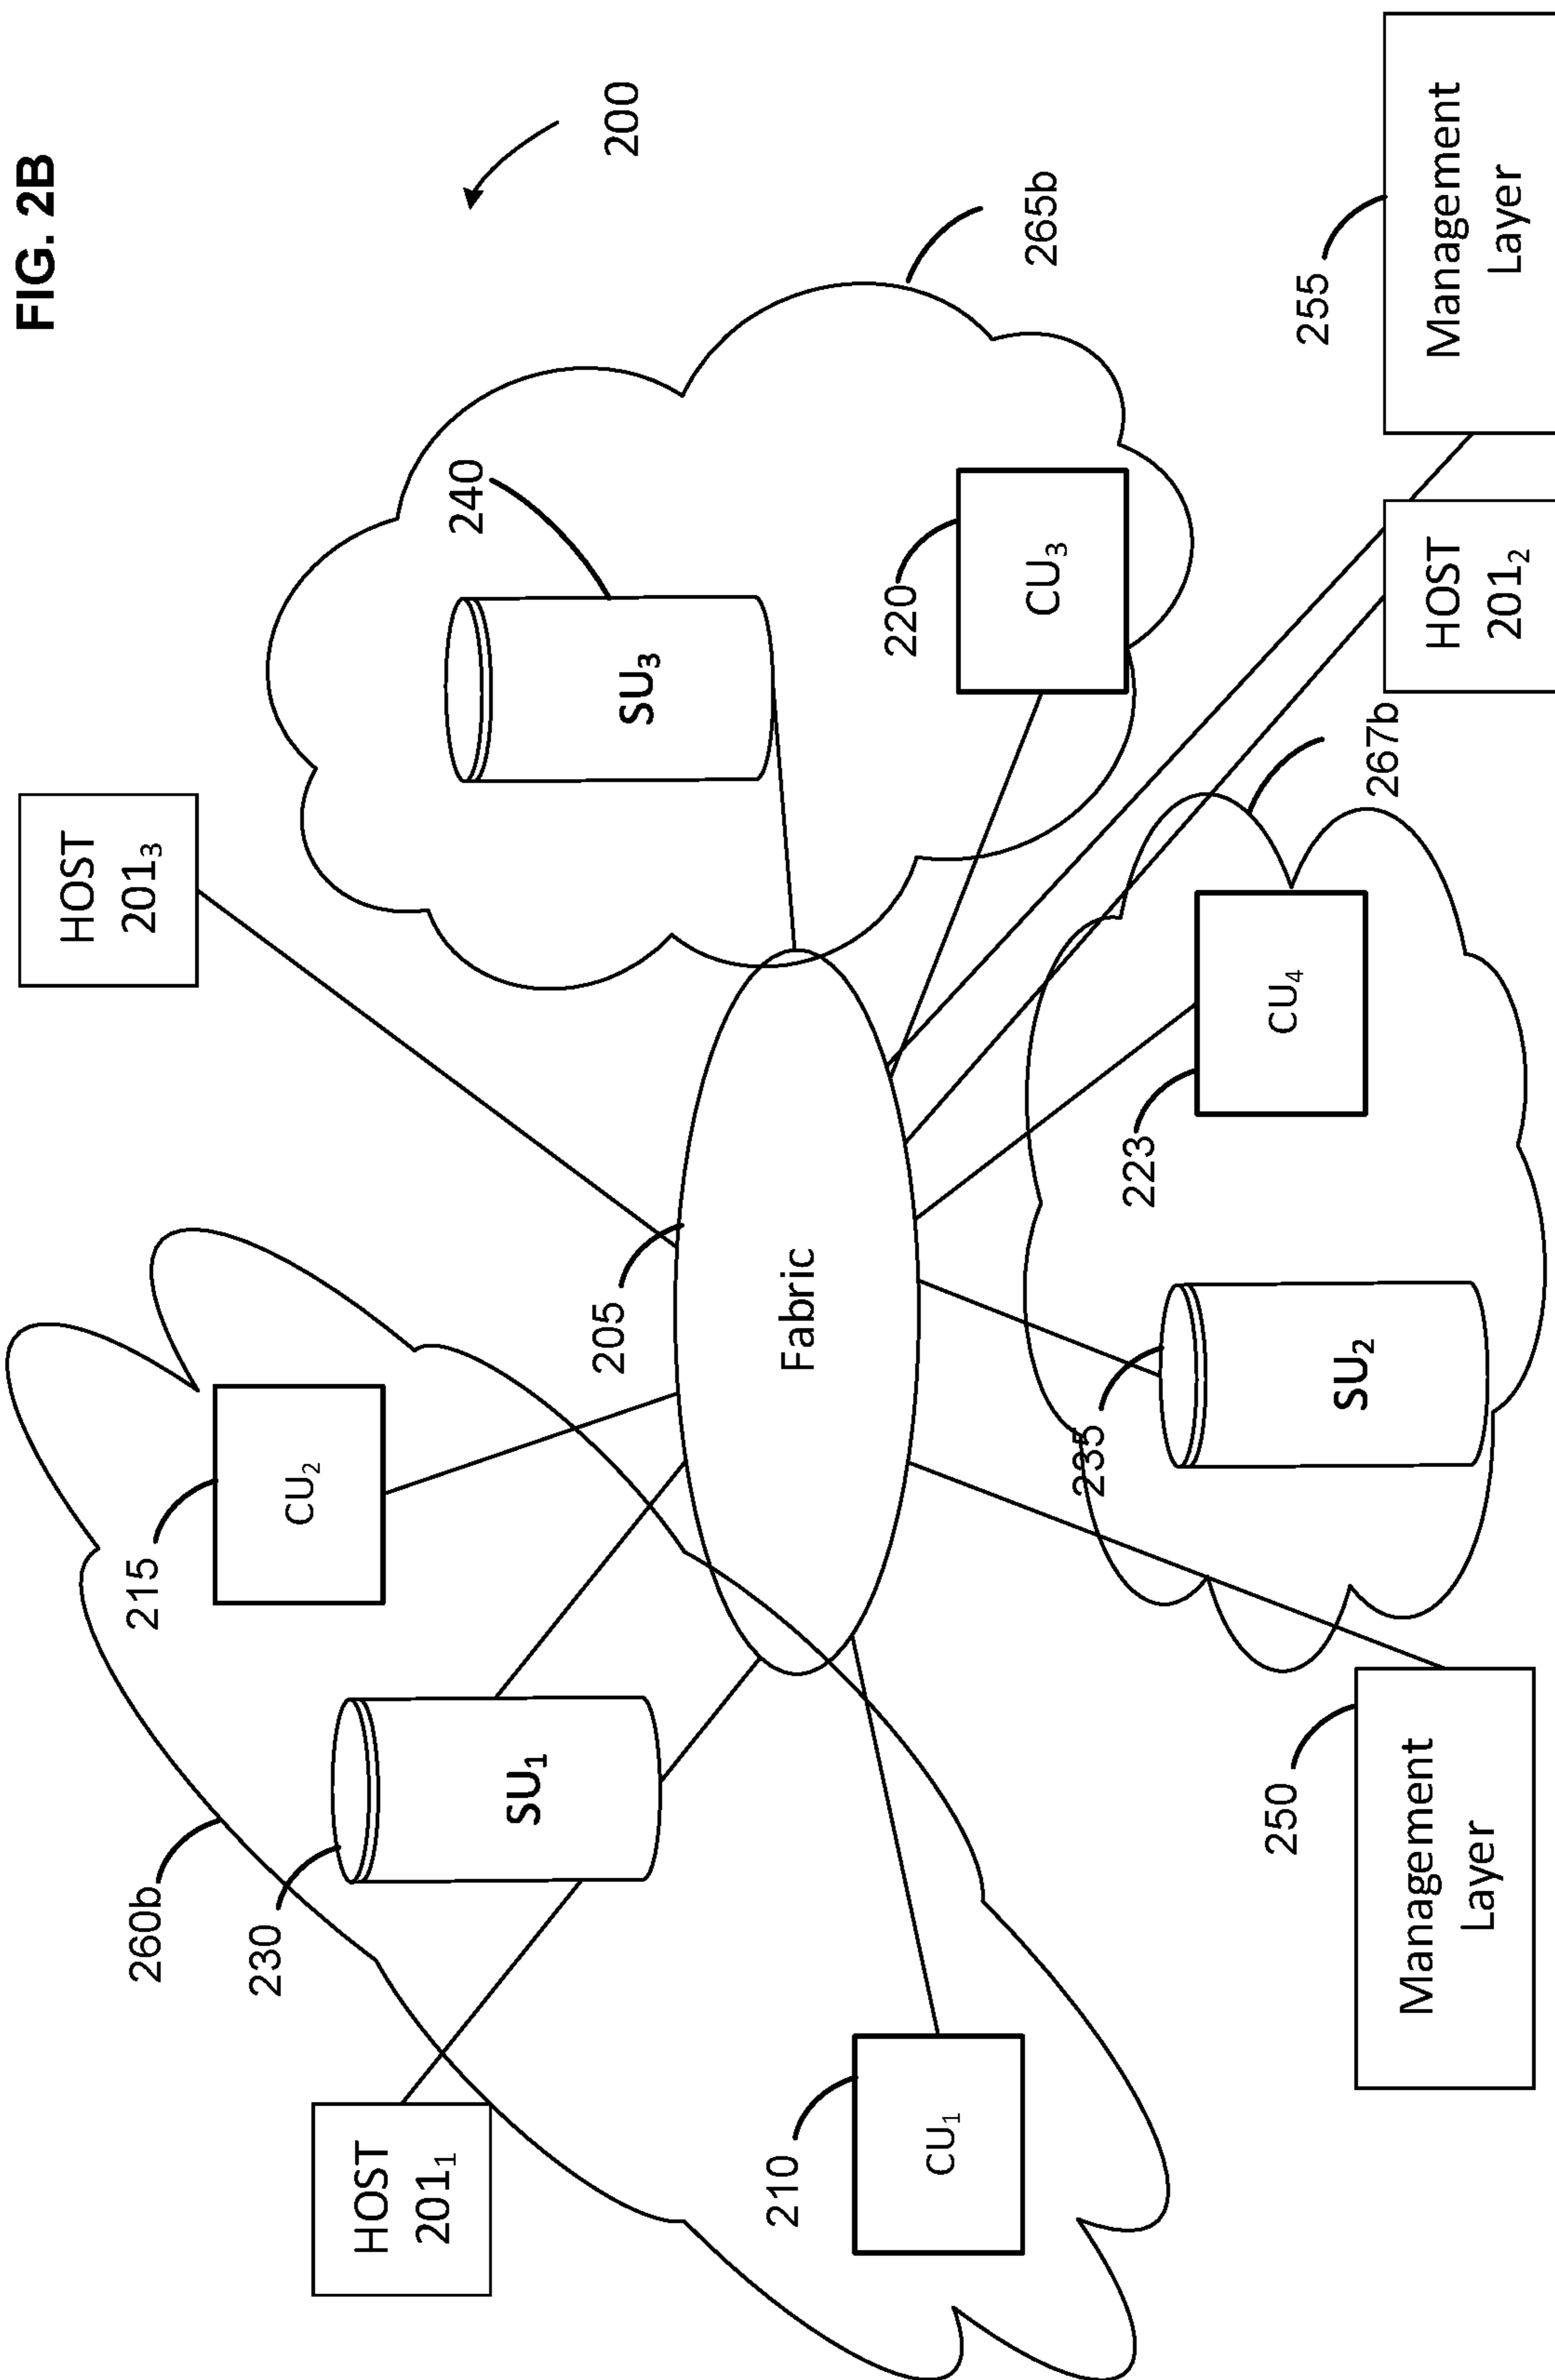 FIG. 2B
200
HOST
201₃
240
SU₃
265b
220
CU₃
255
Management
Layer
HOST
201₂
267b
215
CU₂
205
Fabric
223
CU₄
235
SU₂
260b
230
SU₁
HOST
201₁
210
CU₁
250
Management
Layer